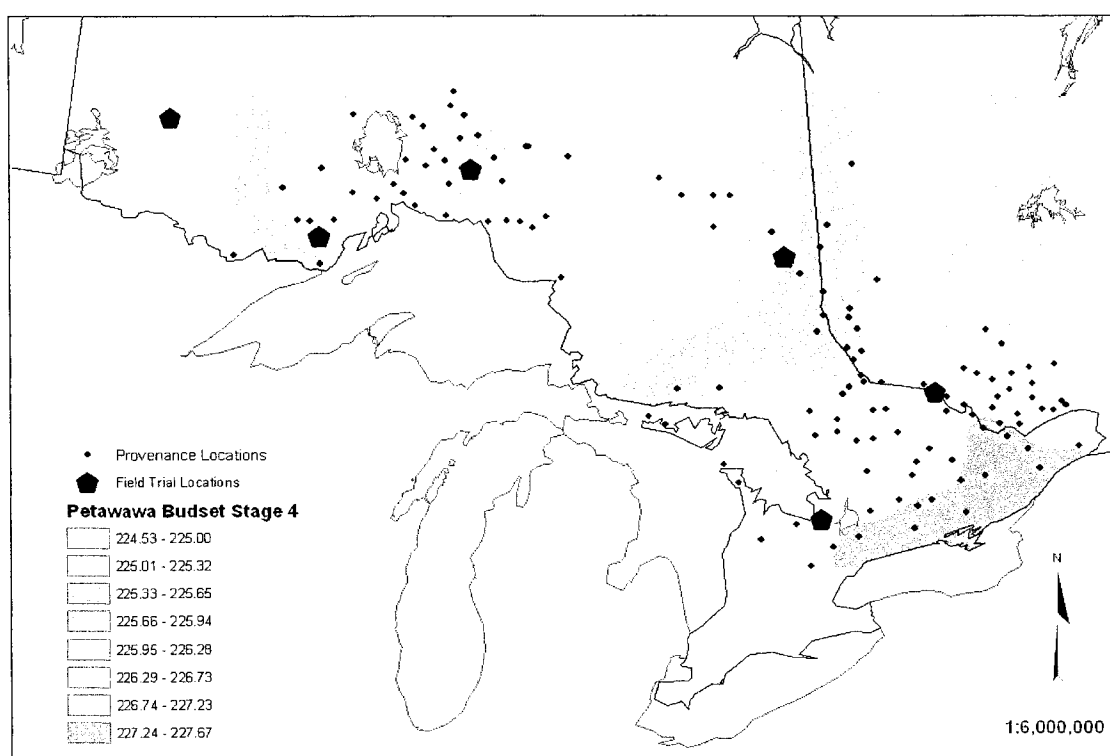 Provenance Locations
Field Trial Locations
Petawawa Budset Stage 4
224.53 - 225.00
225.01 - 225.32
225.33 - 225.65
225.66 - 225.94
225.95 - 226.28
226.29 - 226.73
226.74 - 227.23
227.24 - 227.67
N
1:6,000,000